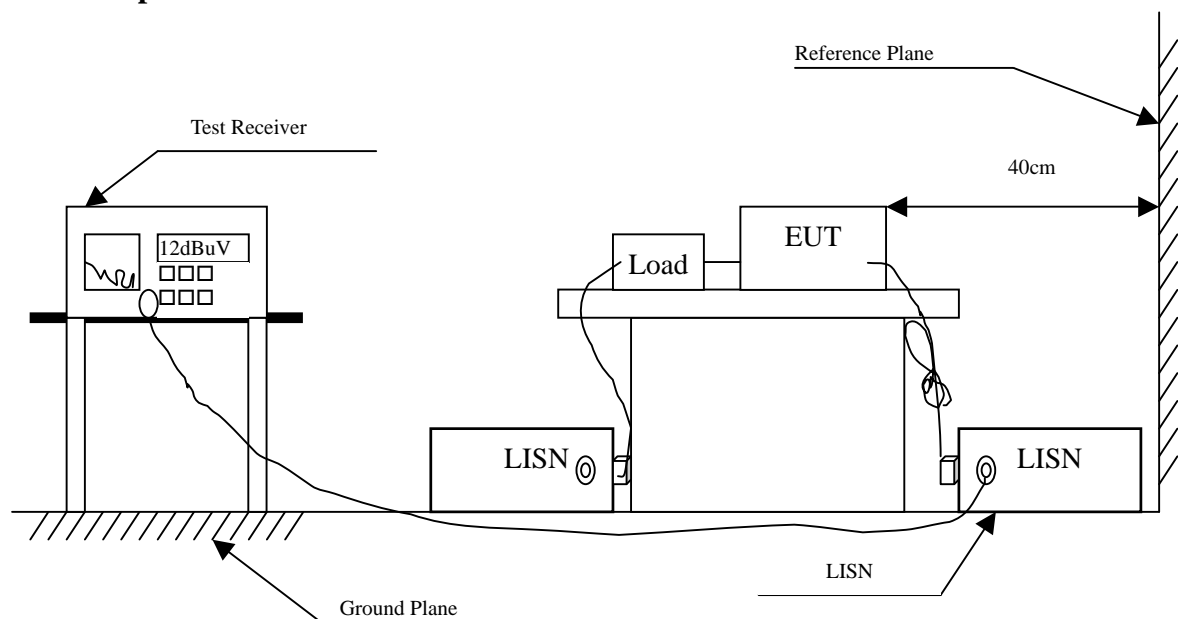 Reference Plane
Test Receiver
40cm
EUT
12dBuV
Load
LISN
LISN
LISN
Ground Plane